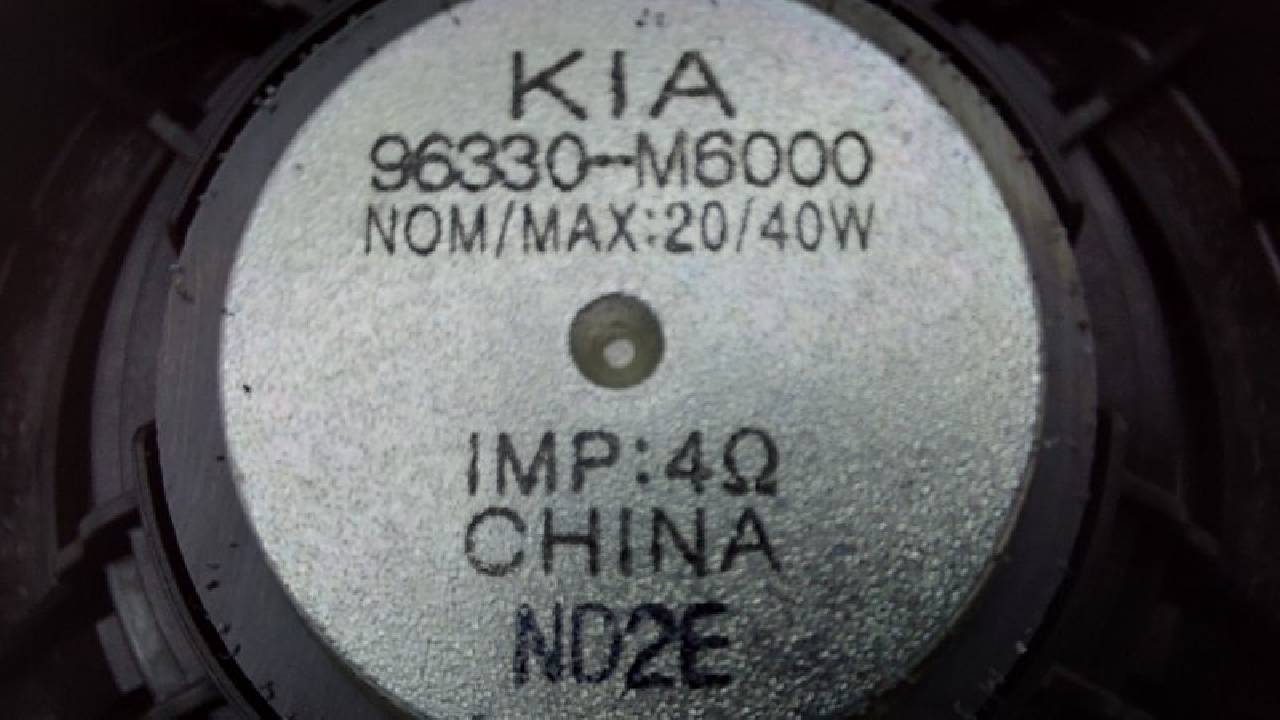 KIA
96330-M6000
NOM/MAX:20/40W
IMP:4Ω
CHINA
ND2E